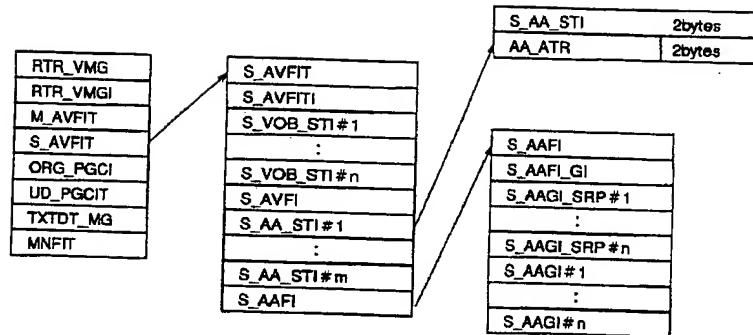 RTR_VMG
RTR_VMGI
M_AVFIT
S_AVFIT
ORG_PGCI
UD_PGCIT
TXTDT_MG
MNFIT
S_AVFIT
S_AVFITI
S_VOB_STI#1
:
S_VOB_STI#n
S_AVFI
S_AA_STI#1
:
S_AA_STI#m
S_AAFI
S_AA_STI 2bytes
AA_ATR 2bytes
S_AAFI
S_AAFI_GI
S_AAGI_SRP#1
:
S_AAGI_SRP#n
S_AAGI#1
:
S_AAGI#n